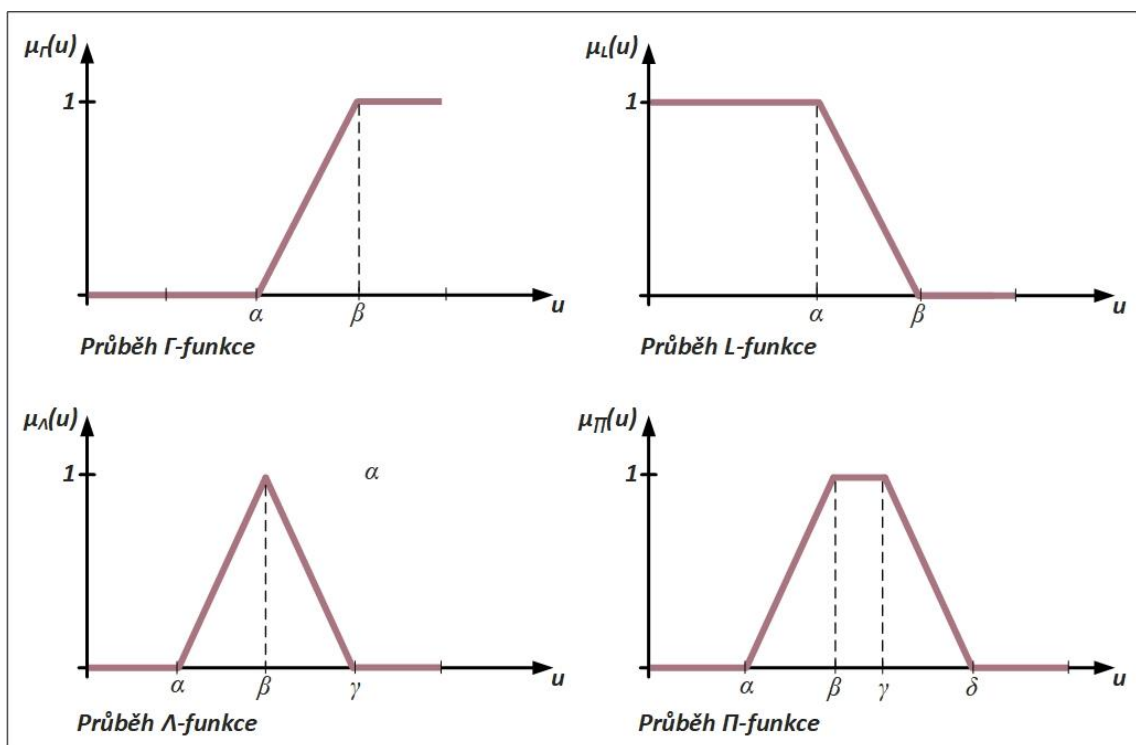 μΓ(u)
1
α
β
u
Průběh Γ-funkce
μL(u)
1
α
β
u
Průběh L-funkce
μΛ(u)
1
α
α
β
γ
u
Průběh Λ-funkce
μΠ(u)
1
α
β
γ
δ
u
Průběh Π-funkce